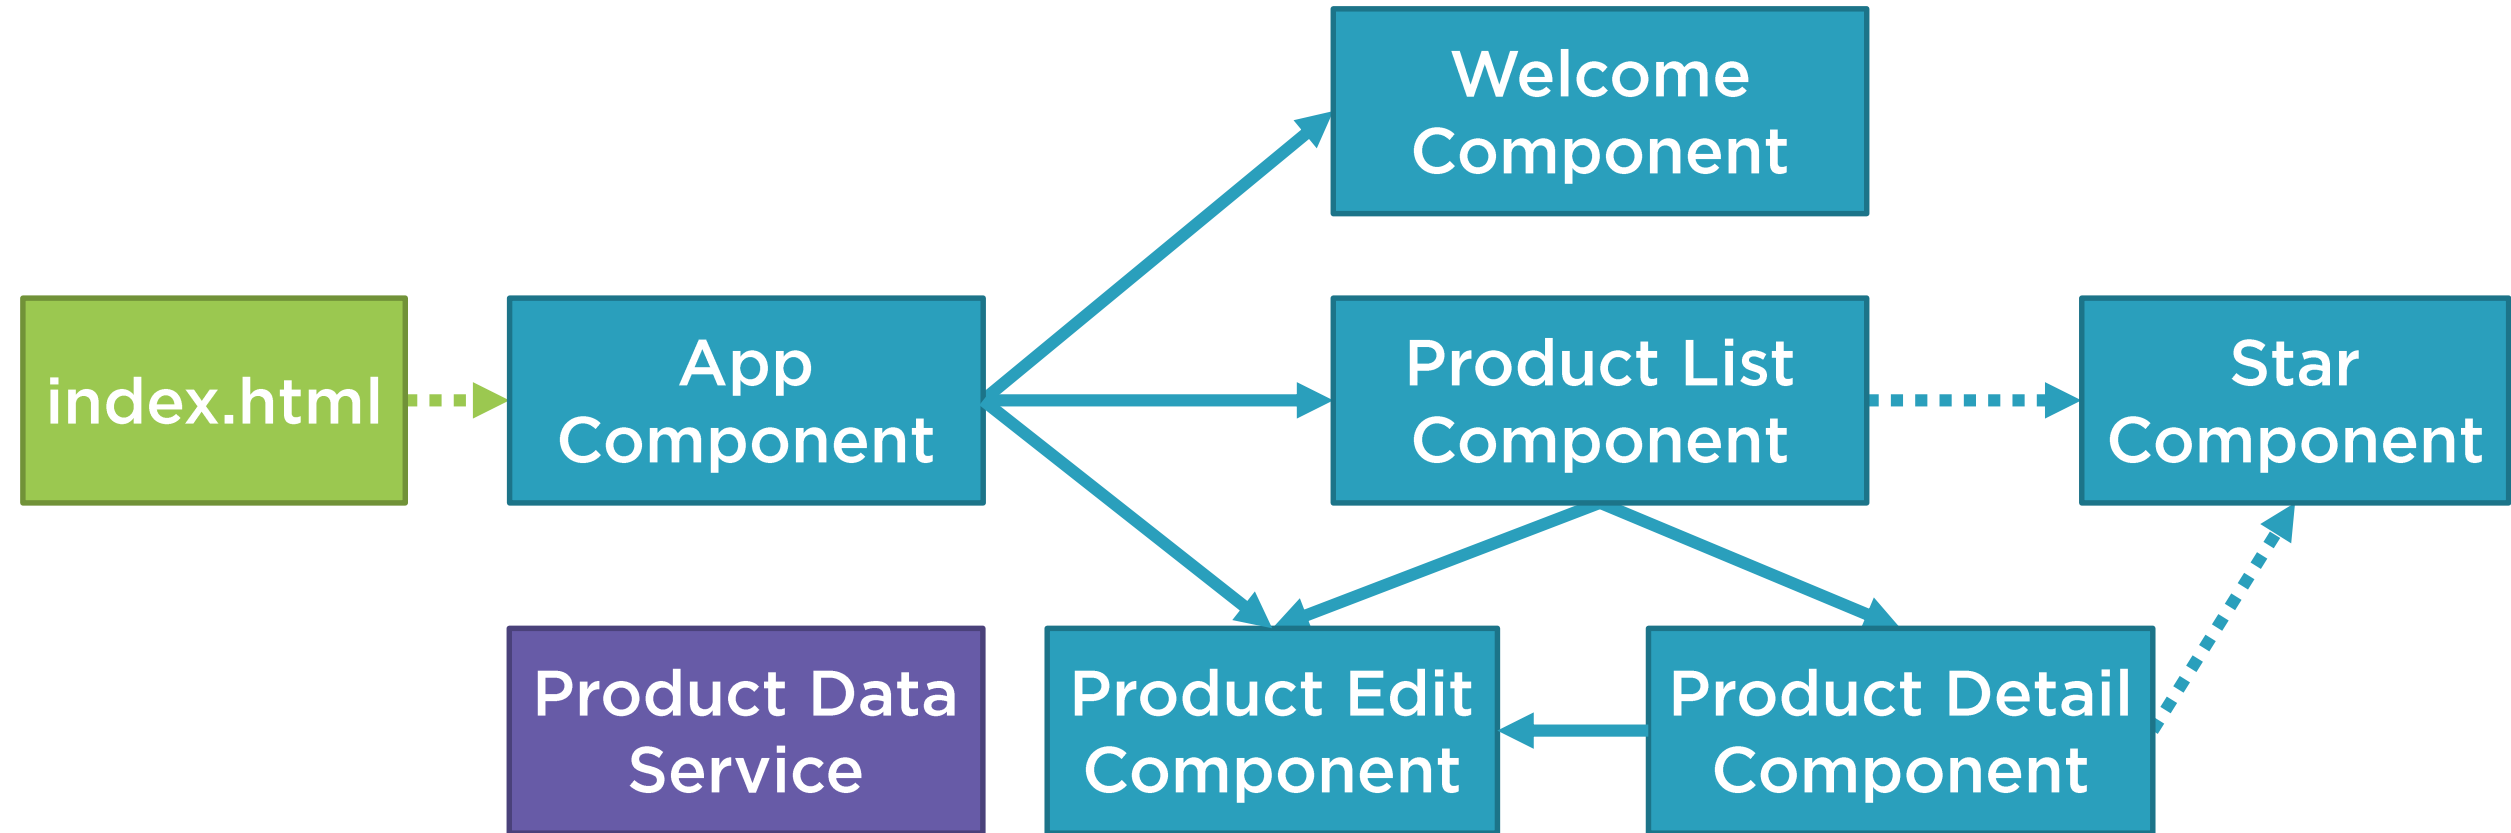 Welcome
Component
index.html
App
Component
Product List
Component
Star
Component
Product Data
Service
Product Edit
Component
Product Detail
Component